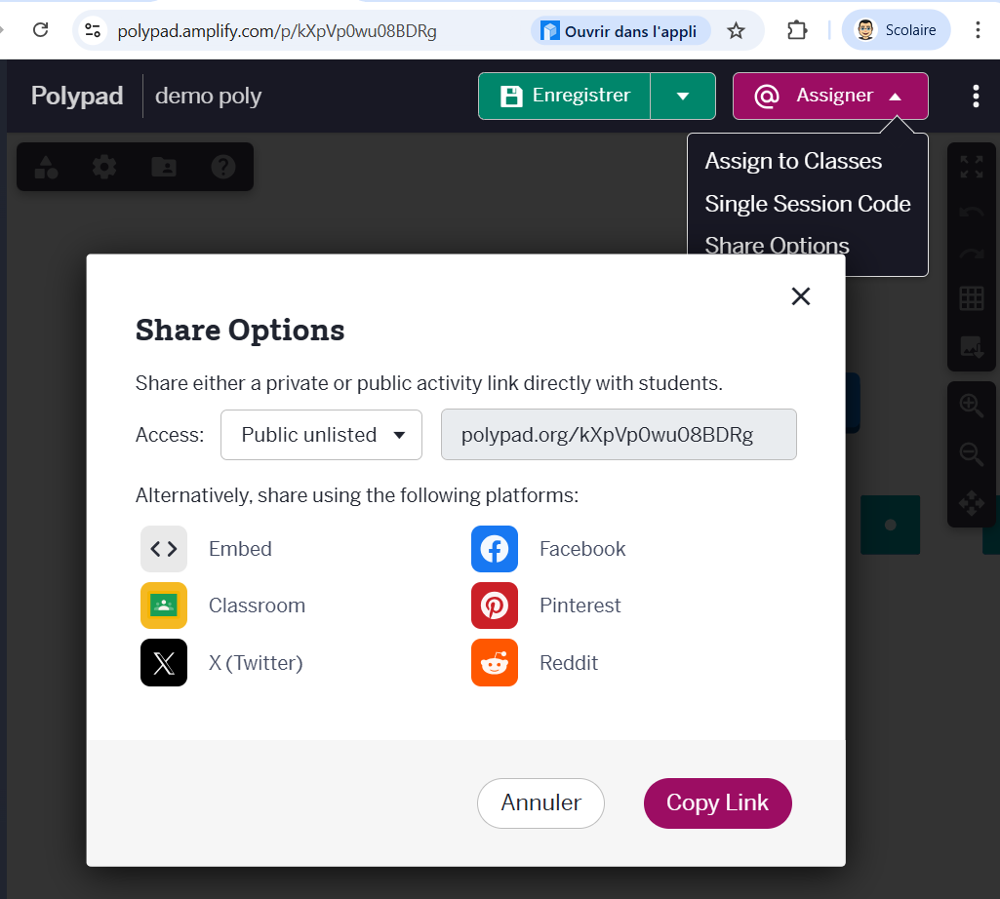 polypad.amplify.com/p/kXpVp0wu08BDRg
Ouvrir dans l'appli
Scolaire
Polypad
demo poly
Enregistrer
Assigner
Assign to Classes
Single Session Code
Share Options
Share Options
Share either a private or public activity link directly with students.
Access:
Public unlisted
polypad.org/kXpVp0wu08BDRg
Alternatively, share using the following platforms:
Embed
Facebook
Classroom
Pinterest
X (Twitter)
Reddit
Annuler
Copy Link